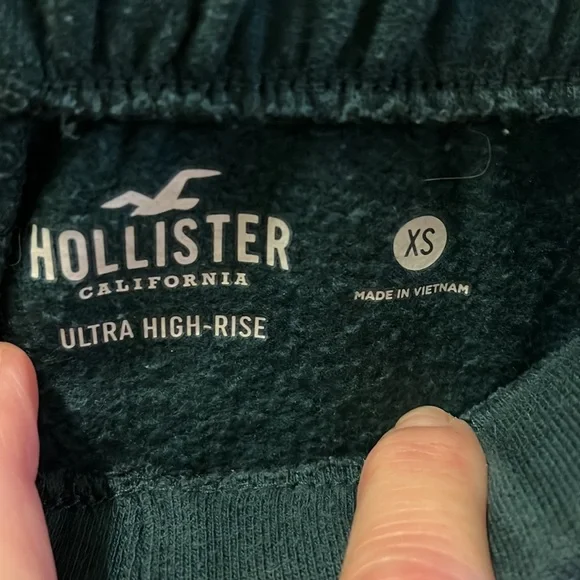 HOLLISTER
CALIFORNIA
ULTRA HIGH-RISE
XS
MADE IN VIETNAM